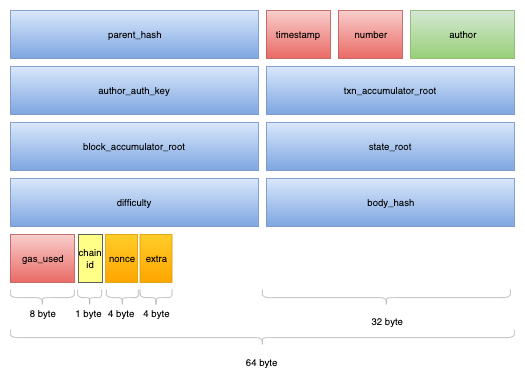 parent_hash
timestamp
number
author
author_auth_key
txn_accumulator_root
block_accumulator_root
state_root
difficulty
body_hash
gas_used
chain
id
nonce
extra
8 byte
1 byte
4 byte
4 byte
32 byte
64 byte